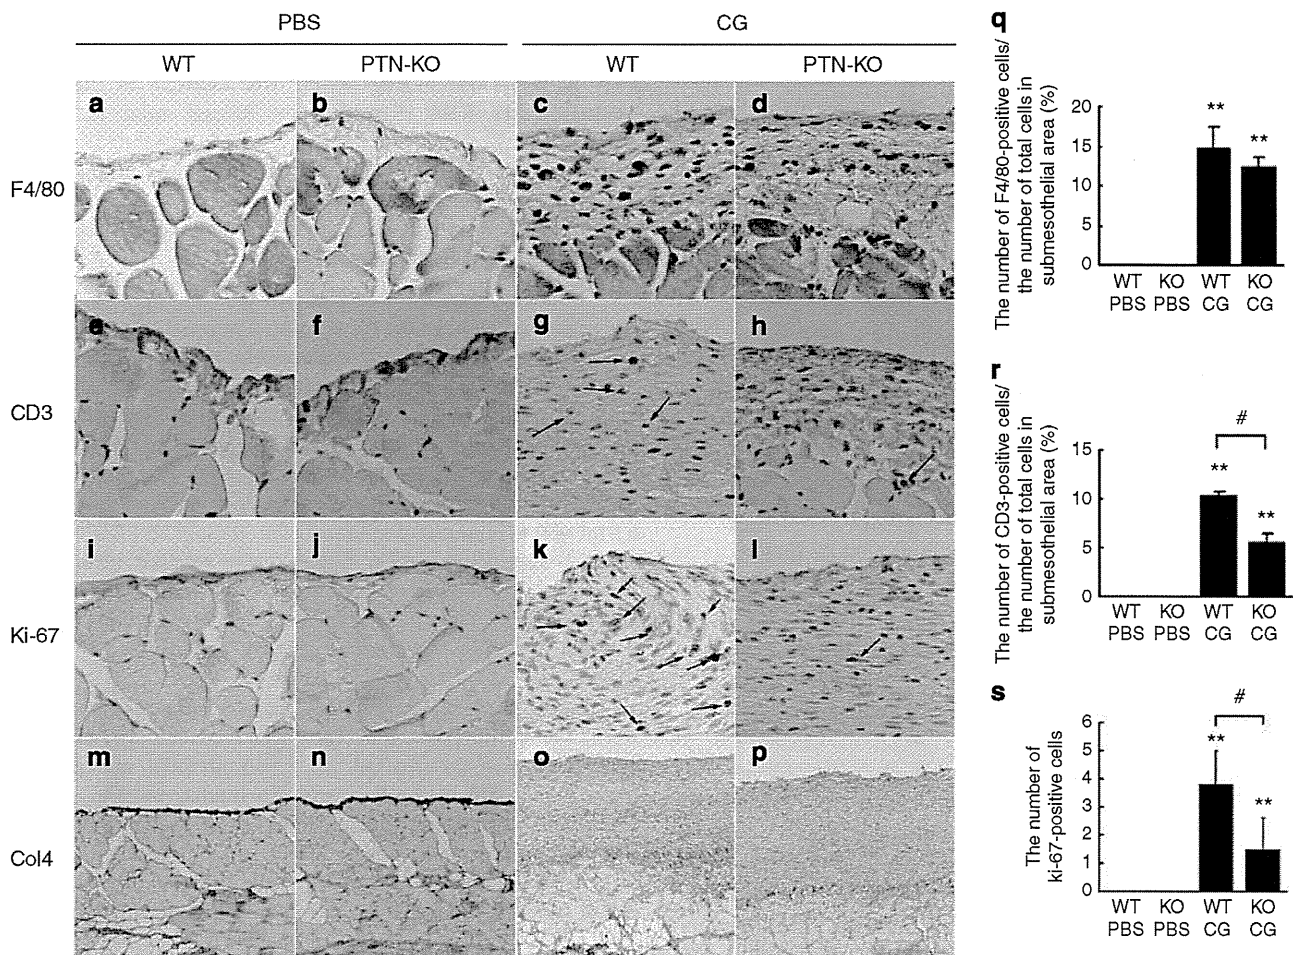 PBS CG
WT PTN-KO WT PTN-KO
a b c d
F4/80
e f g h
CD3
i j k l
Ki-67
m n o p
Col4
q
The number of F4/80-positive cells/
the number of total cells in
submesothelial area (%)
20
15
10
5
0
** **
WT KO WT KO
PBS PBS CG CG
r
The number of CD3-positive cells/
the number of total cells in
submesothelial area (%)
15
10
5
0
#
** **
WT KO WT KO
PBS PBS CG CG
s
The number of
ki-67-positive cells
6
5
4
3
2
1
0
#
** **
WT KO WT KO
PBS PBS CG CG